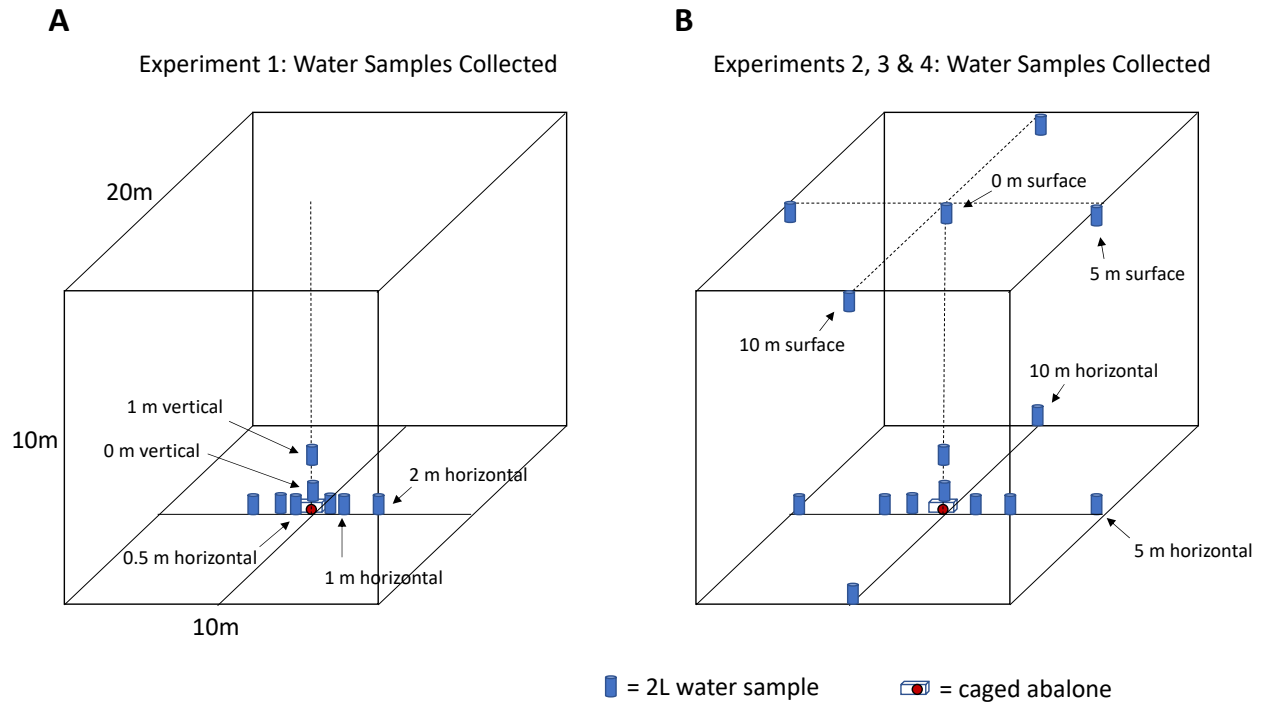 A
Experiment 1: Water Samples Collected
20m
10m
1 m vertical
0 m vertical
2 m horizontal
0.5 m horizontal
1 m horizontal
10m
B
Experiments 2, 3 & 4: Water Samples Collected
0 m surface
5 m surface
10 m surface
10 m horizontal
5 m horizontal
= 2L water sample
= caged abalone